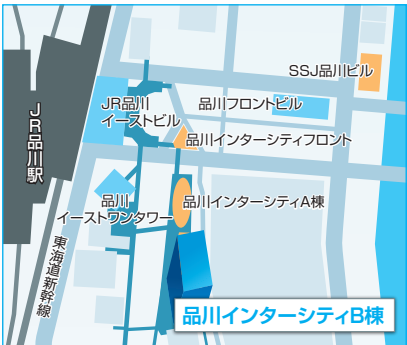 SSJ品川ビル
JR品川
イーストビル
品川フロントビル
品川インターシティフロント
JR品川駅
品川
イーストワンタワー
品川インターシティA棟
東海道新幹線
品川インターシティB棟